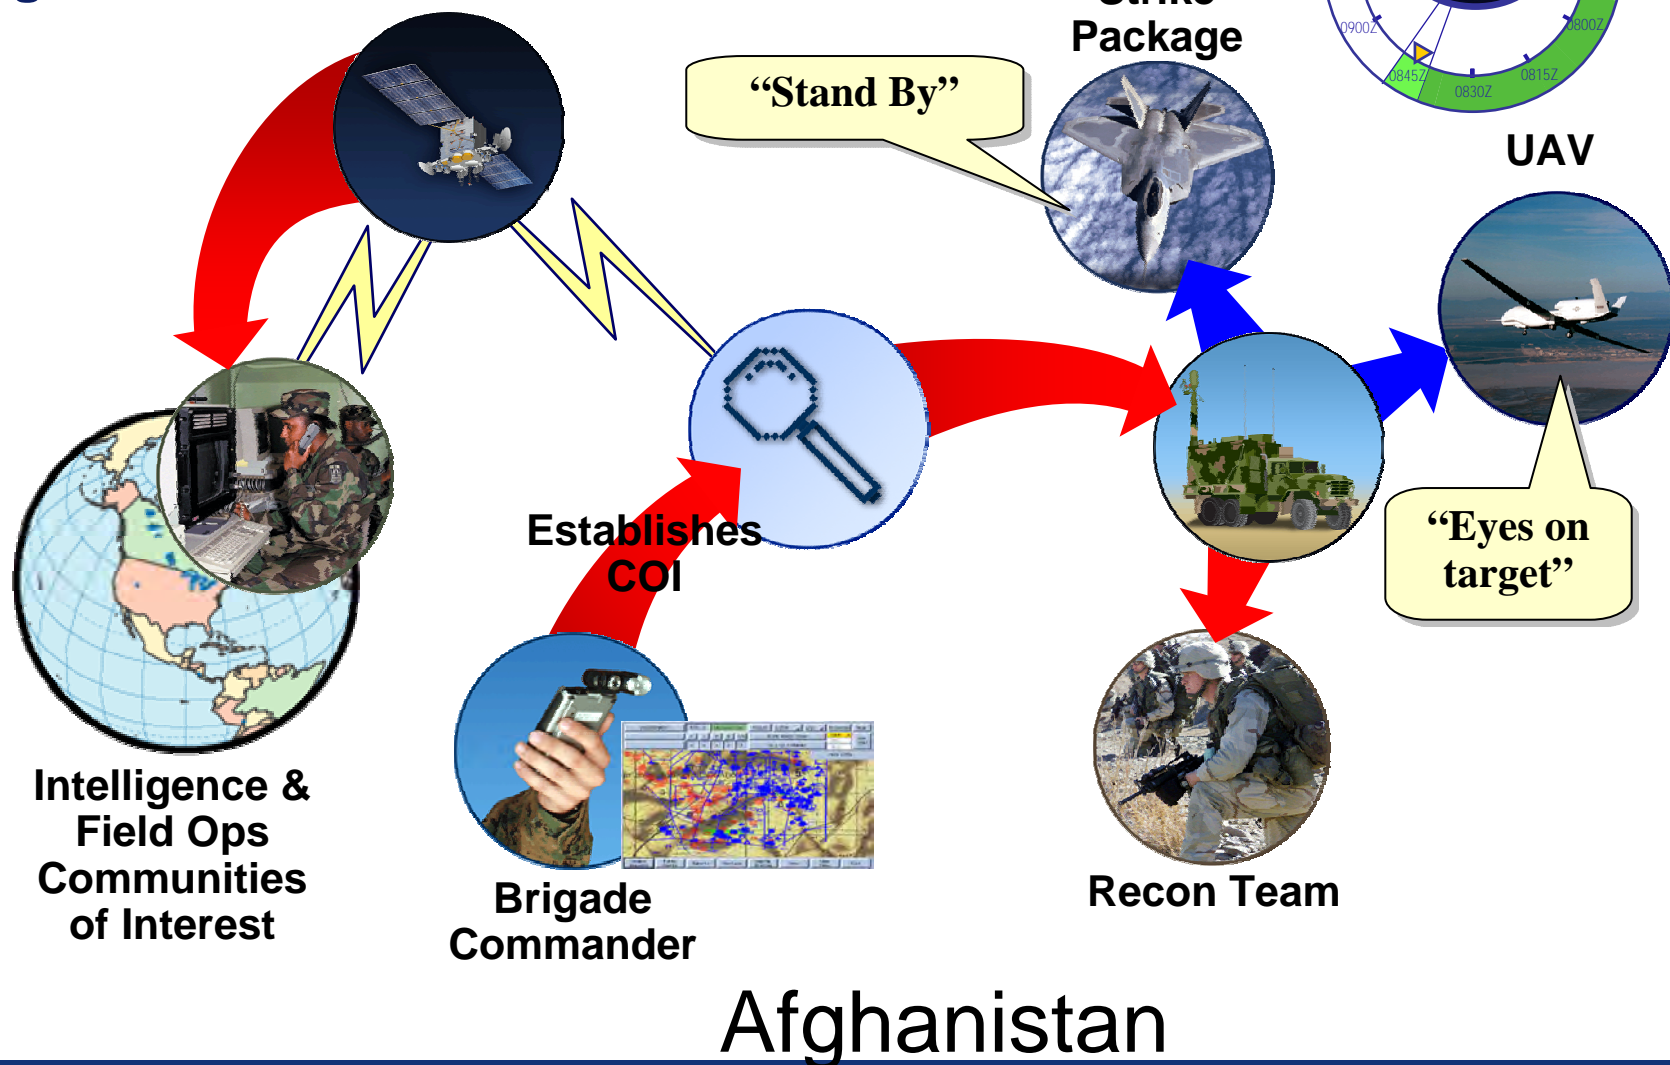 Package
0900Z
0800Z
0845Z
0815Z
0830Z
“Stand By”
UAV
“Eyes on
target”
Establishes
COI
Intelligence &
Field Ops
Communities
of Interest
Brigade
Commander
Recon Team
Afghanistan